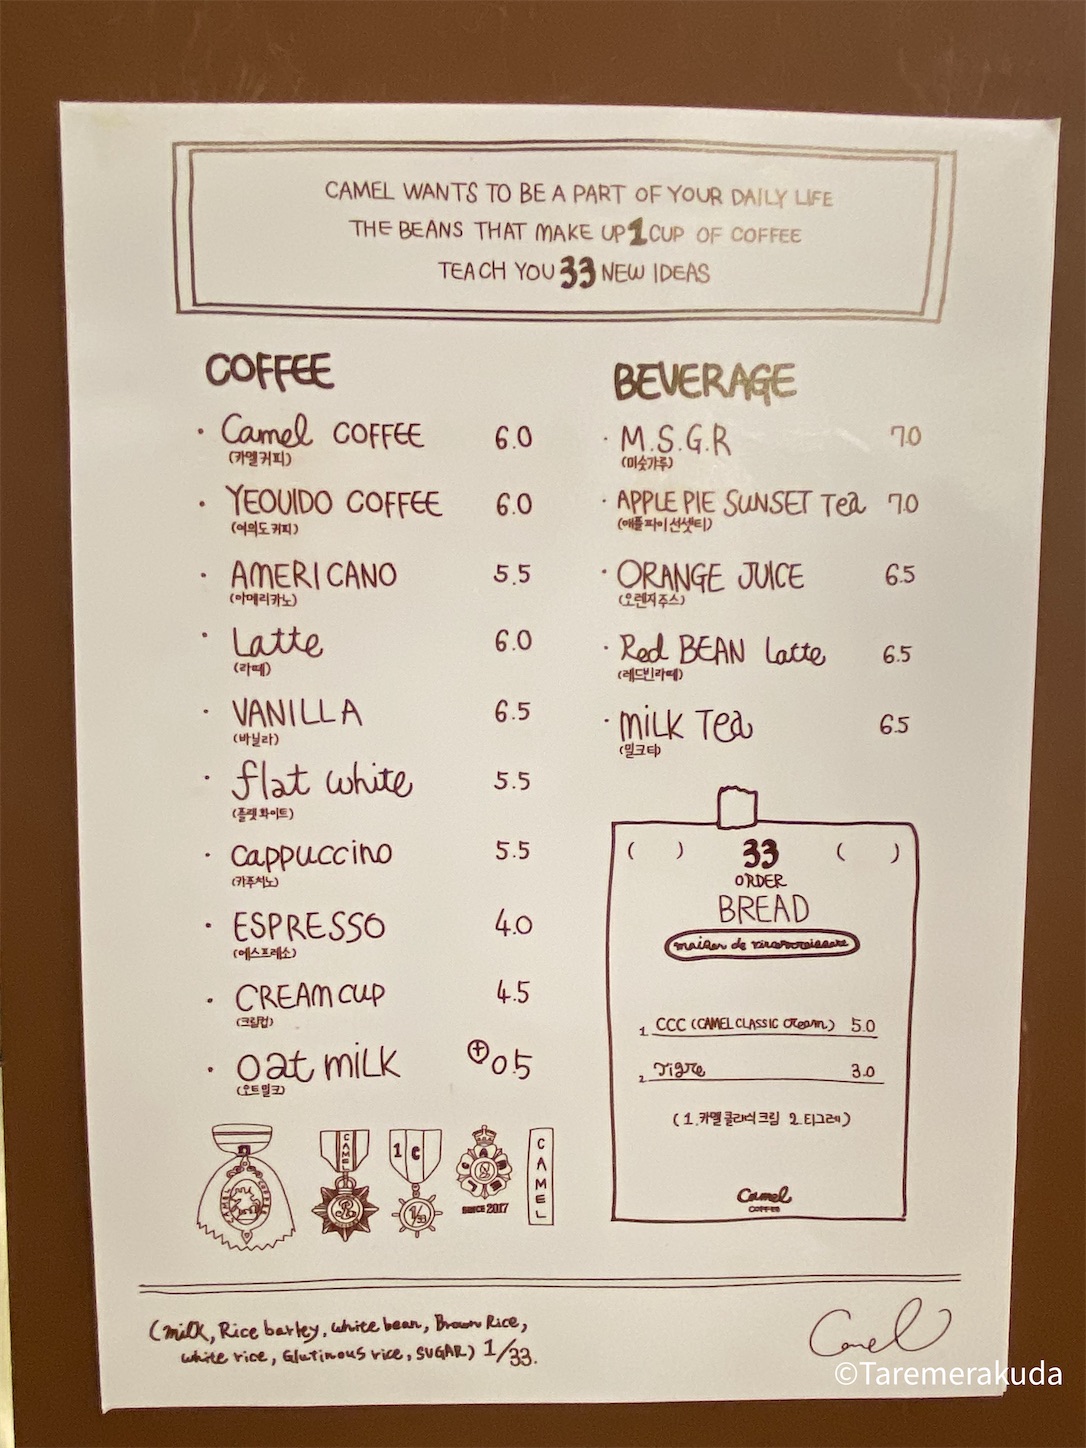 CAMEL WANTS TO BE A PART OF YOUR DAILY LIFE
THE BEANS THAT MAKE UP 1 CUP OF COFFEE
TEACH YOU 33 NEW IDEAS
COFFEE
· Camel COFFEE 6.0
(카멜커피)
· YEOUIDO COFFEE 6.0
(여의도커피)
· AMERICANO 5.5
(아메리카노)
· Latte 6.0
(라떼)
· VANILLA 6.5
(바닐라)
· flat white 5.5
(플랫화이트)
· cappuccino 5.5
(카푸치노)
· ESPRESSO 4.0
(에스프레소)
· CREAM CUP 4.5
(크림컵)
· oat MILK +0.5
(오트밀크)
BEVERAGE
· M.S.G.R 7.0
(미숫가루)
· APPLE PIE SUNSET Tea 7.0
(애플파이선셋티)
· ORANGE JUICE 6.5
(오렌지주스)
· Red BEAN Latte 6.5
(레드빈라떼)
· MILK Tea 6.5
(밀크티)
( ) 33 ( )
ORDER
BREAD
maison de
1. CCC (CAMEL CLASSIC cream) 5.0
2. Tigre 3.0
(1.카멜클래식크림 2.티그레)
Camel
COFFEE
CAMEL
1 C
1/33
SINCE 2017
CAMEL
(milk, Rice barley, white bean, Brown Rice,
white rice, Glutinous rice, SUGAR) 1/33.
Camel
©Taremerakuda